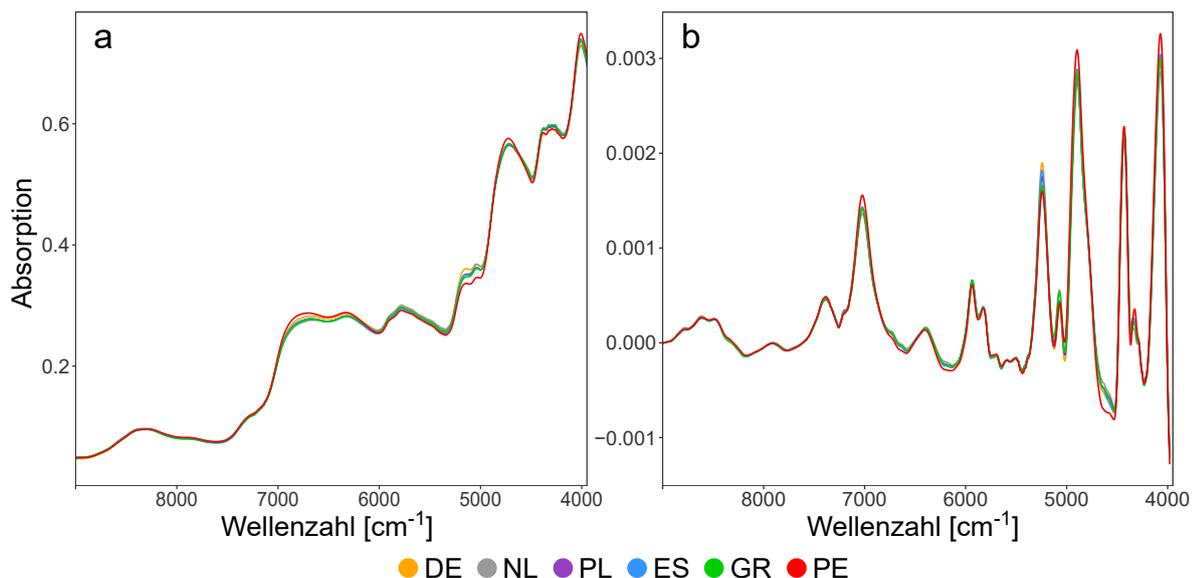 a
b
Absorption
0.6
0.4
0.2
8000 7000 6000 5000 4000
Wellenzahl [cm-1]
0.003
0.002
0.001
0.000
−0.001
8000 7000 6000 5000 4000
Wellenzahl [cm-1]
DE NL PL ES GR PE